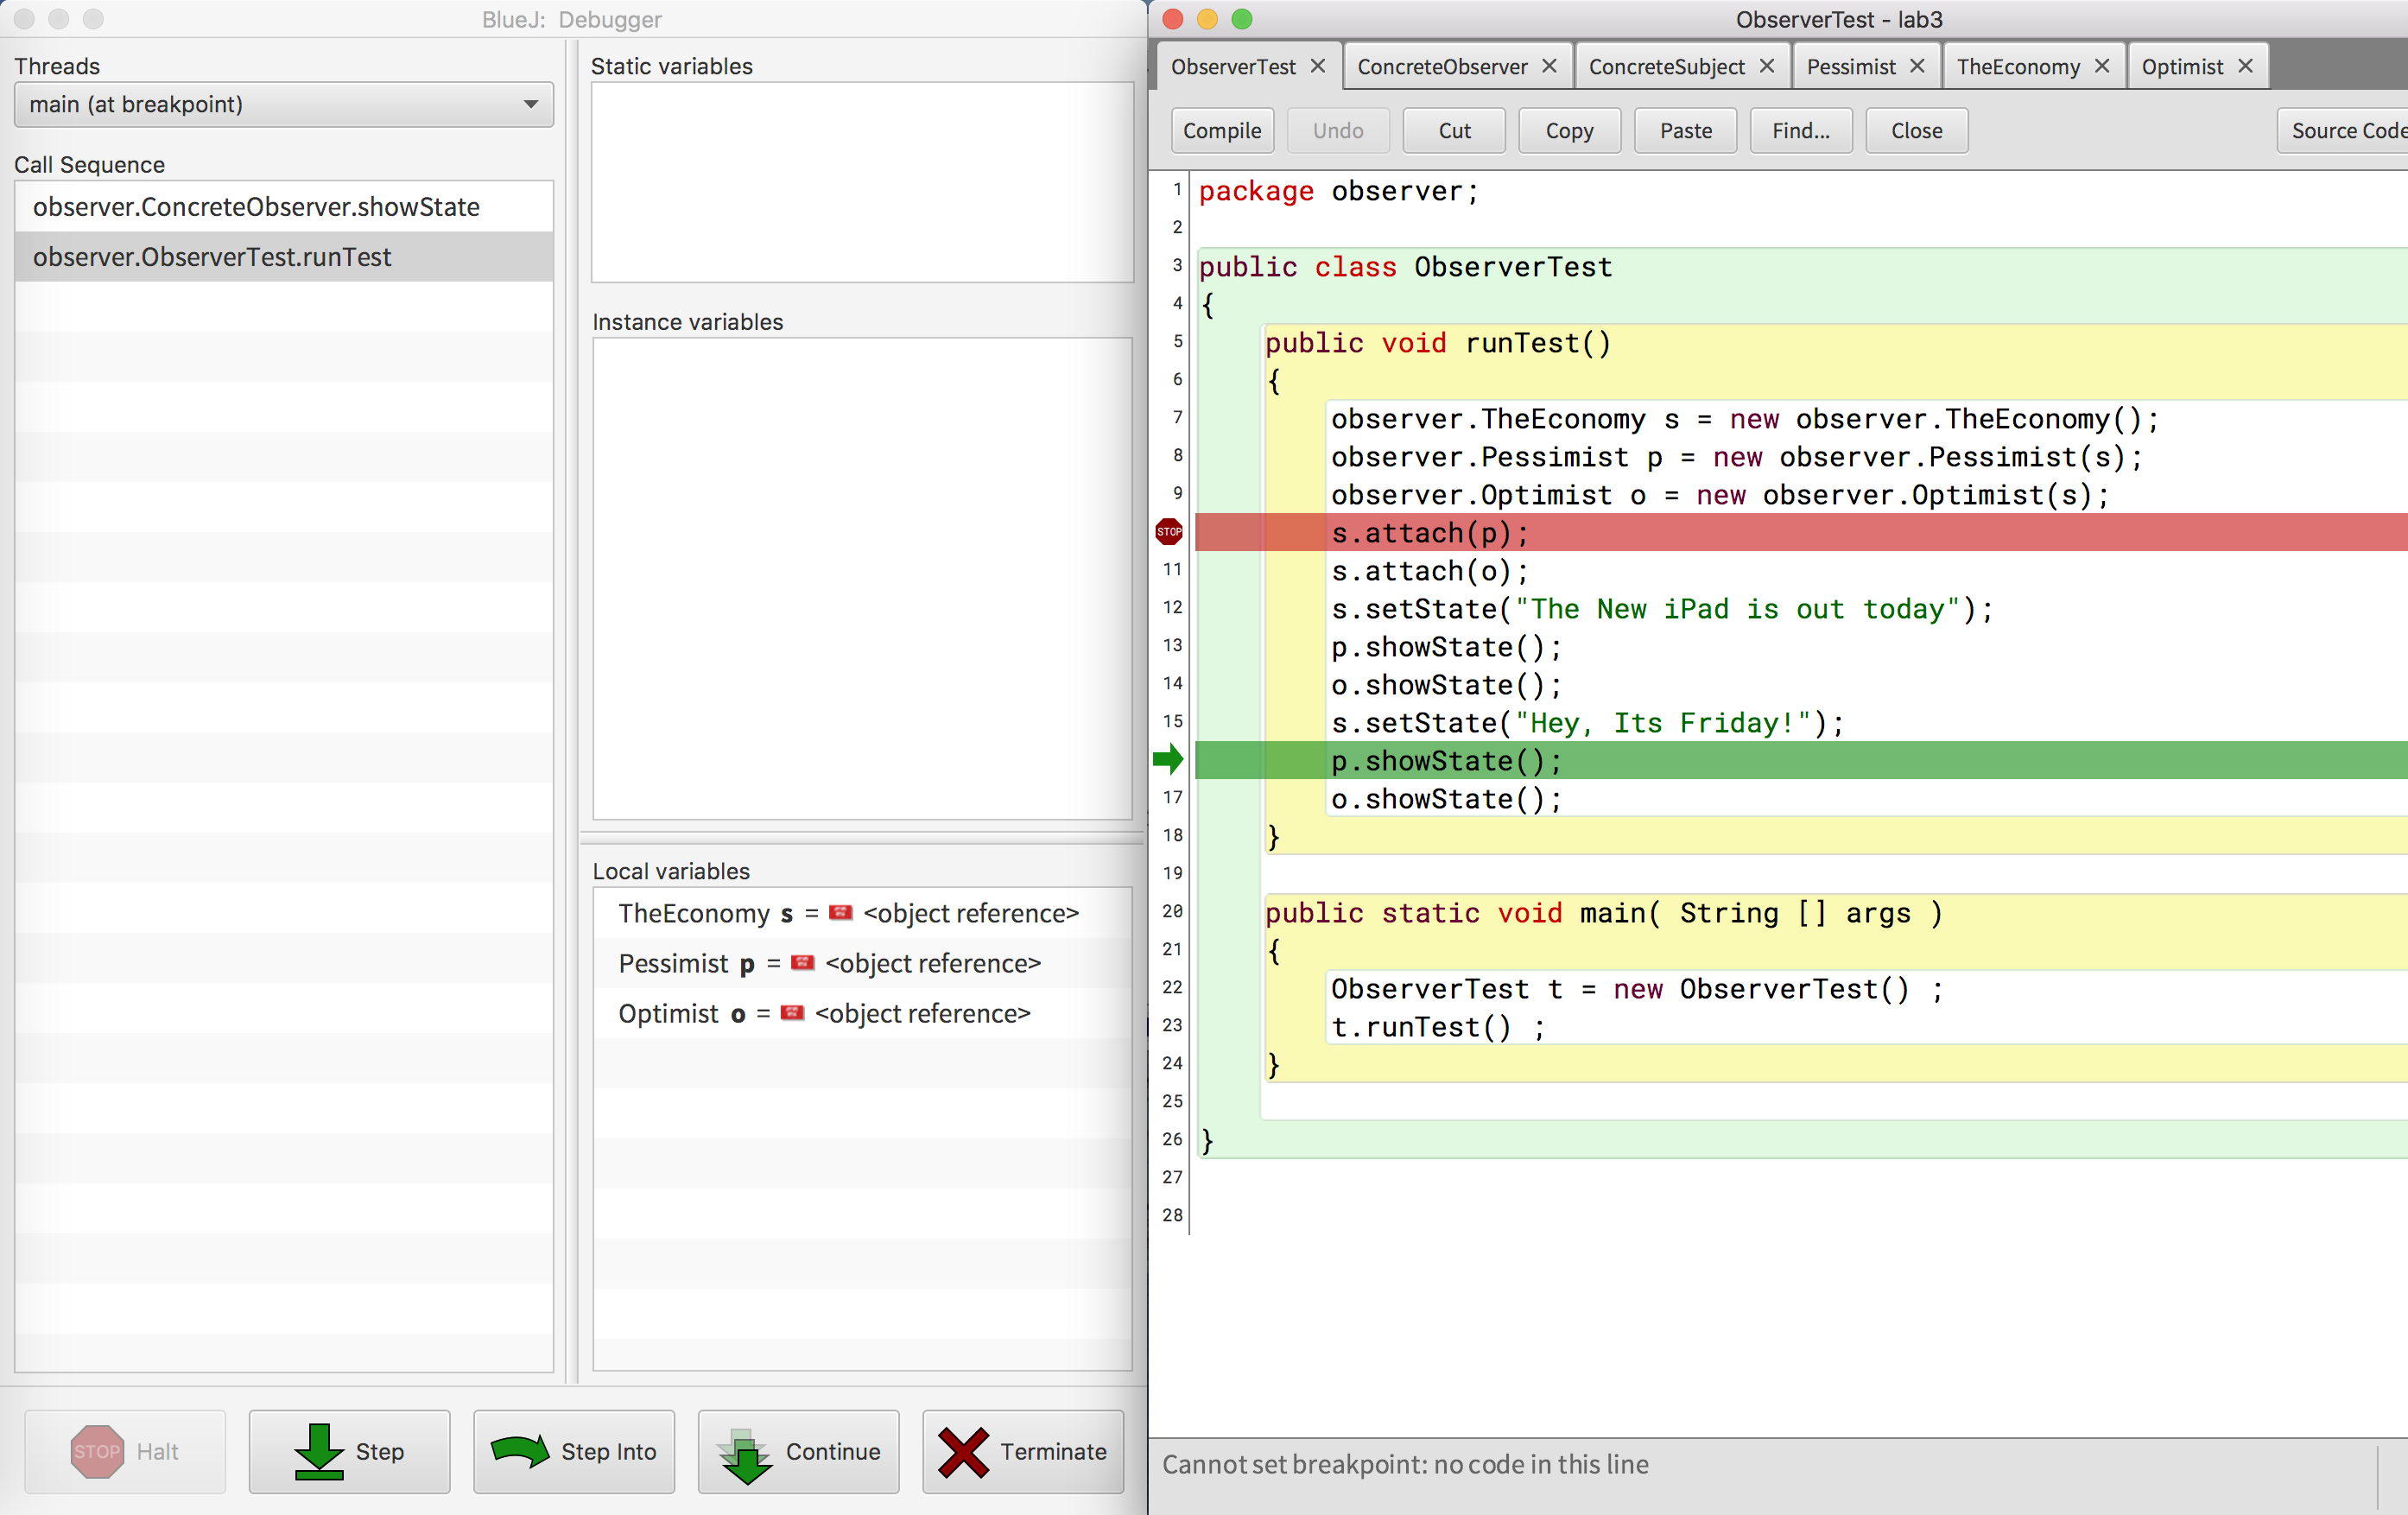 BlueJ: Debugger
Threads
main (at breakpoint)
Call Sequence
observer.ConcreteObserver.showState
observer.ObserverTest.runTest
Static variables
Instance variables
Local variables
TheEconomy s = <object reference>
Pessimist p = <object reference>
Optimist o = <object reference>
STOP Halt
Step
Step Into
Continue
Terminate
ObserverTest - lab3
ObserverTest ConcreteObserver ConcreteSubject Pessimist TheEconomy Optimist
Compile Undo Cut Copy Paste Find... Close Source Code
1 package observer;
2
3 public class ObserverTest
4 {
5 public void runTest()
6 {
7 observer.TheEconomy s = new observer.TheEconomy();
8 observer.Pessimist p = new observer.Pessimist(s);
9 observer.Optimist o = new observer.Optimist(s);
STOP s.attach(p);
11 s.attach(o);
12 s.setState("The New iPad is out today");
13 p.showState();
14 o.showState();
15 s.setState("Hey, Its Friday!");
p.showState();
17 o.showState();
18 }
19
20 public static void main( String [] args )
21 {
22 ObserverTest t = new ObserverTest() ;
23 t.runTest() ;
24 }
25
26 }
27
28
Cannot set breakpoint: no code in this line